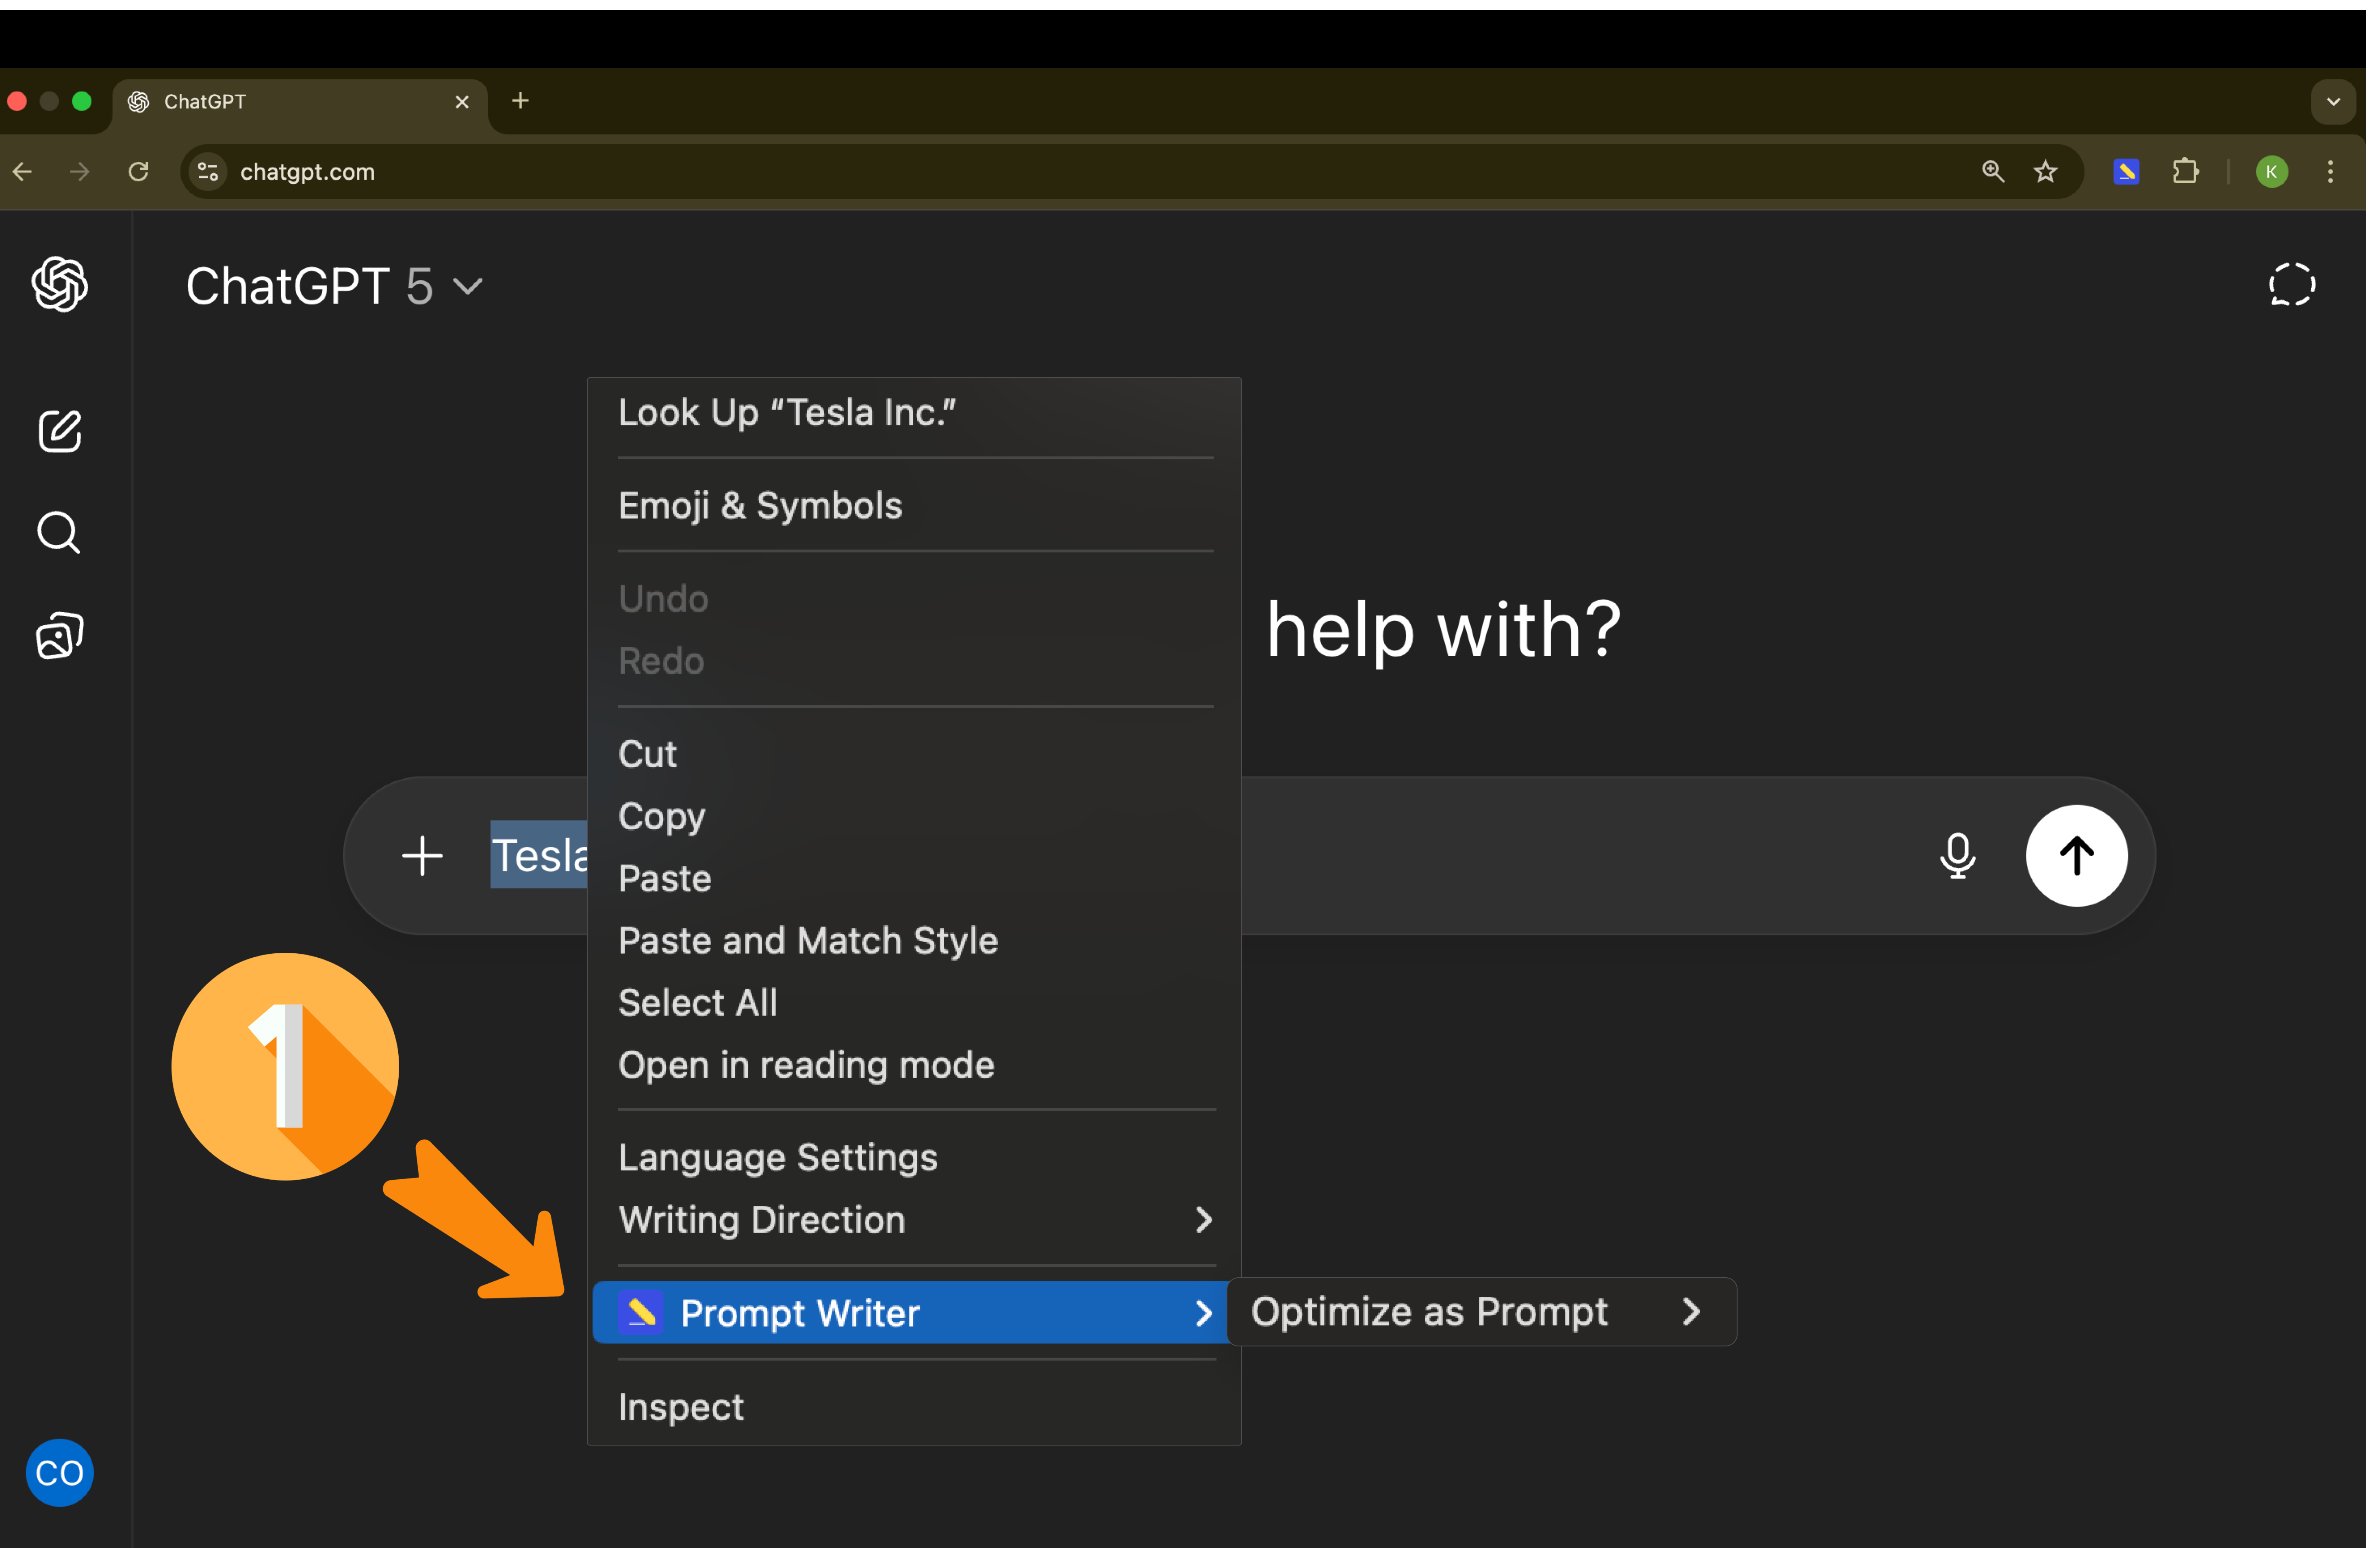 ChatGPT
chatgpt.com
K
ChatGPT 5
Look Up “Tesla Inc.”
Emoji & Symbols
Undo
Redo
help with?
Cut
Copy
Tesla
Paste
Paste and Match Style
Select All
Open in reading mode
1
Language Settings
Writing Direction
Prompt Writer
Optimize as Prompt
Inspect
CO